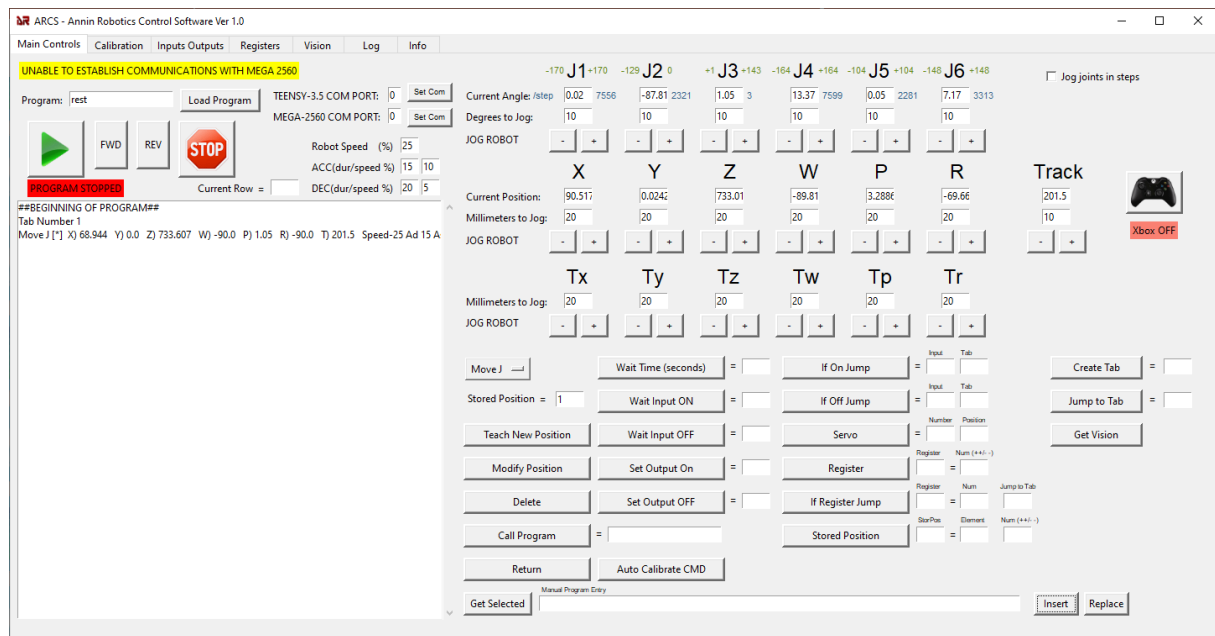 ARCS - Annin Robotics Control Software Ver 1.0
Main Controls Calibration Inputs Outputs Registers Vision Log Info
UNABLE TO ESTABLISH COMMUNICATIONS WITH MEGA 2560
Program: rest Load Program
TEENSY-3.5 COM PORT: 0 Set Com
MEGA-2560 COM PORT: 0 Set Com
FWD REV STOP
Robot Speed (%) 25
ACC(dur/speed %) 15 10
DEC(dur/speed %) 20 5
PROGRAM STOPPED Current Row =
##BEGINNING OF PROGRAM##
Tab Number 1
Move J [*] X) 68.944 Y) 0.0 Z) 733.607 W) -90.0 P) 1.05 R) -90.0 T) 201.5 Speed-25 Ad 15 A
-170 J1 +170 -129 J2 0 +1 J3 +143 -164 J4 +164 -104 J5 +104 -148 J6 +148
Jog joints in steps
Current Angle: /step 0.02 7556 -87.81 2321 1.05 3 13.37 7599 0.05 2281 7.17 3313
Degrees to Jog: 10 10 10 10 10 10
JOG ROBOT - + - + - + - + - + - +
X Y Z W P R Track
Current Position: 90.517 0.0242 733.01 -89.81 3.2886 -69.66 201.5
Millimeters to Jog: 20 20 20 20 20 20 10
JOG ROBOT - + - + - + - + - + - + - +
Xbox OFF
Tx Ty Tz Tw Tp Tr
Millimeters to Jog: 20 20 20 20 20 20
JOG ROBOT - + - + - + - + - + - +
Input Tab
Move J Wait Time (seconds) = If On Jump = Create Tab =
Input Tab
Stored Position = 1 Wait Input ON = If Off Jump = Jump to Tab =
Number Position
Teach New Position Wait Input OFF = Servo = Get Vision
Register Num (++/--)
Modify Position Set Output On = Register =
Register Num Jump to Tab
Delete Set Output OFF = If Register Jump =
StorPos Element Num (++/--)
Call Program = Stored Position =
Return Auto Calibrate CMD
Manual Program Entry
Get Selected Insert Replace